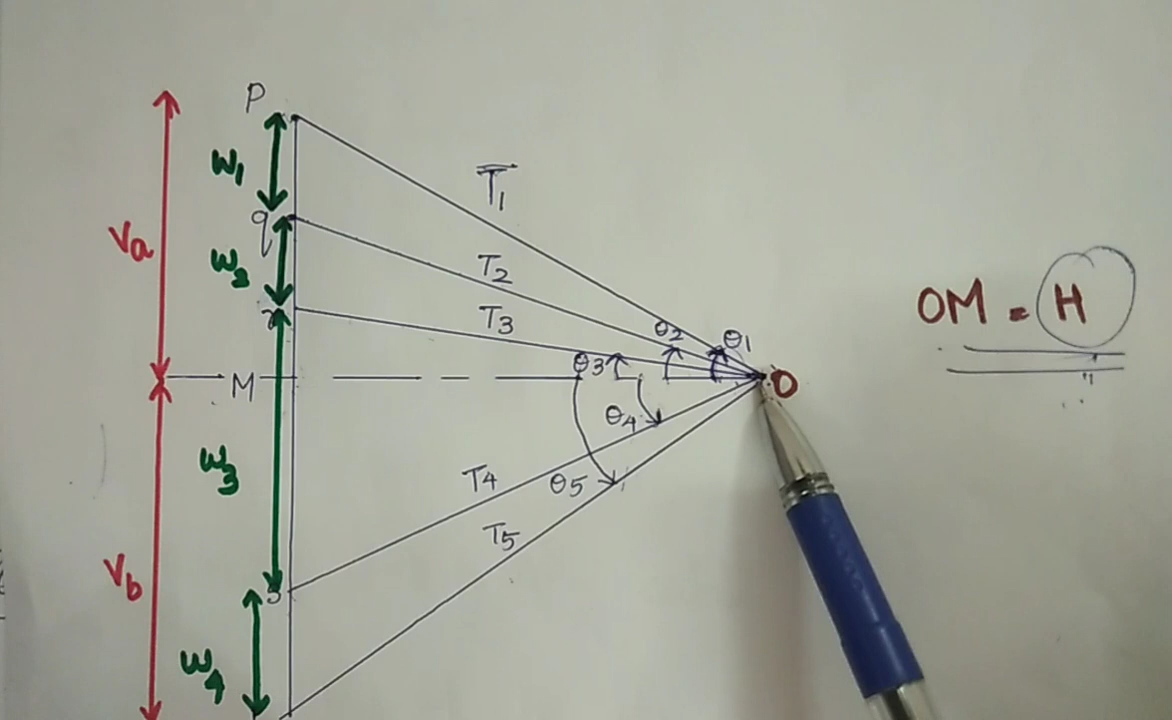 P
W1
T1
q
Va
W2
T2
r
T3
θ2
θ1
θ3
OM = H
M
O
θ4
W3
T4
θ5
T5
Vb
S
W4